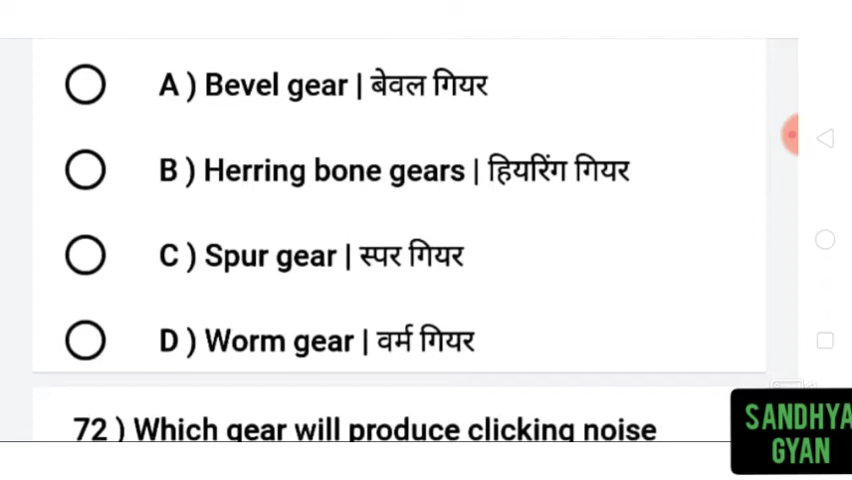 A ) Bevel gear | बेवल गियर
B ) Herring bone gears | हियरिंग गियर
C ) Spur gear | स्पर गियर
D ) Worm gear | वर्म गियर
72 ) Which gear will produce clicking noise
SANDHYA
GYAN